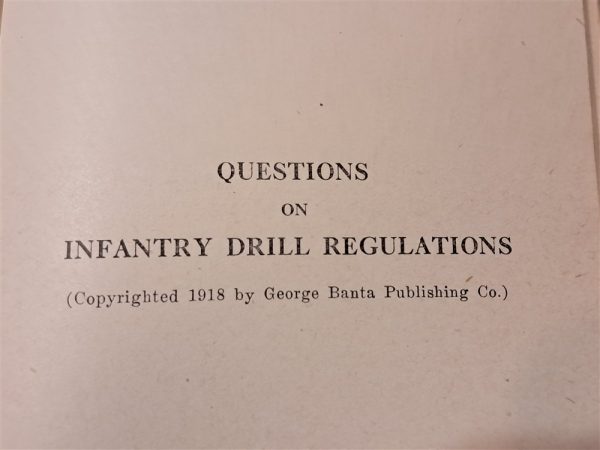 QUESTIONS
ON
INFANTRY DRILL REGULATIONS
(Copyrighted 1918 by George Banta Publishing Co.)